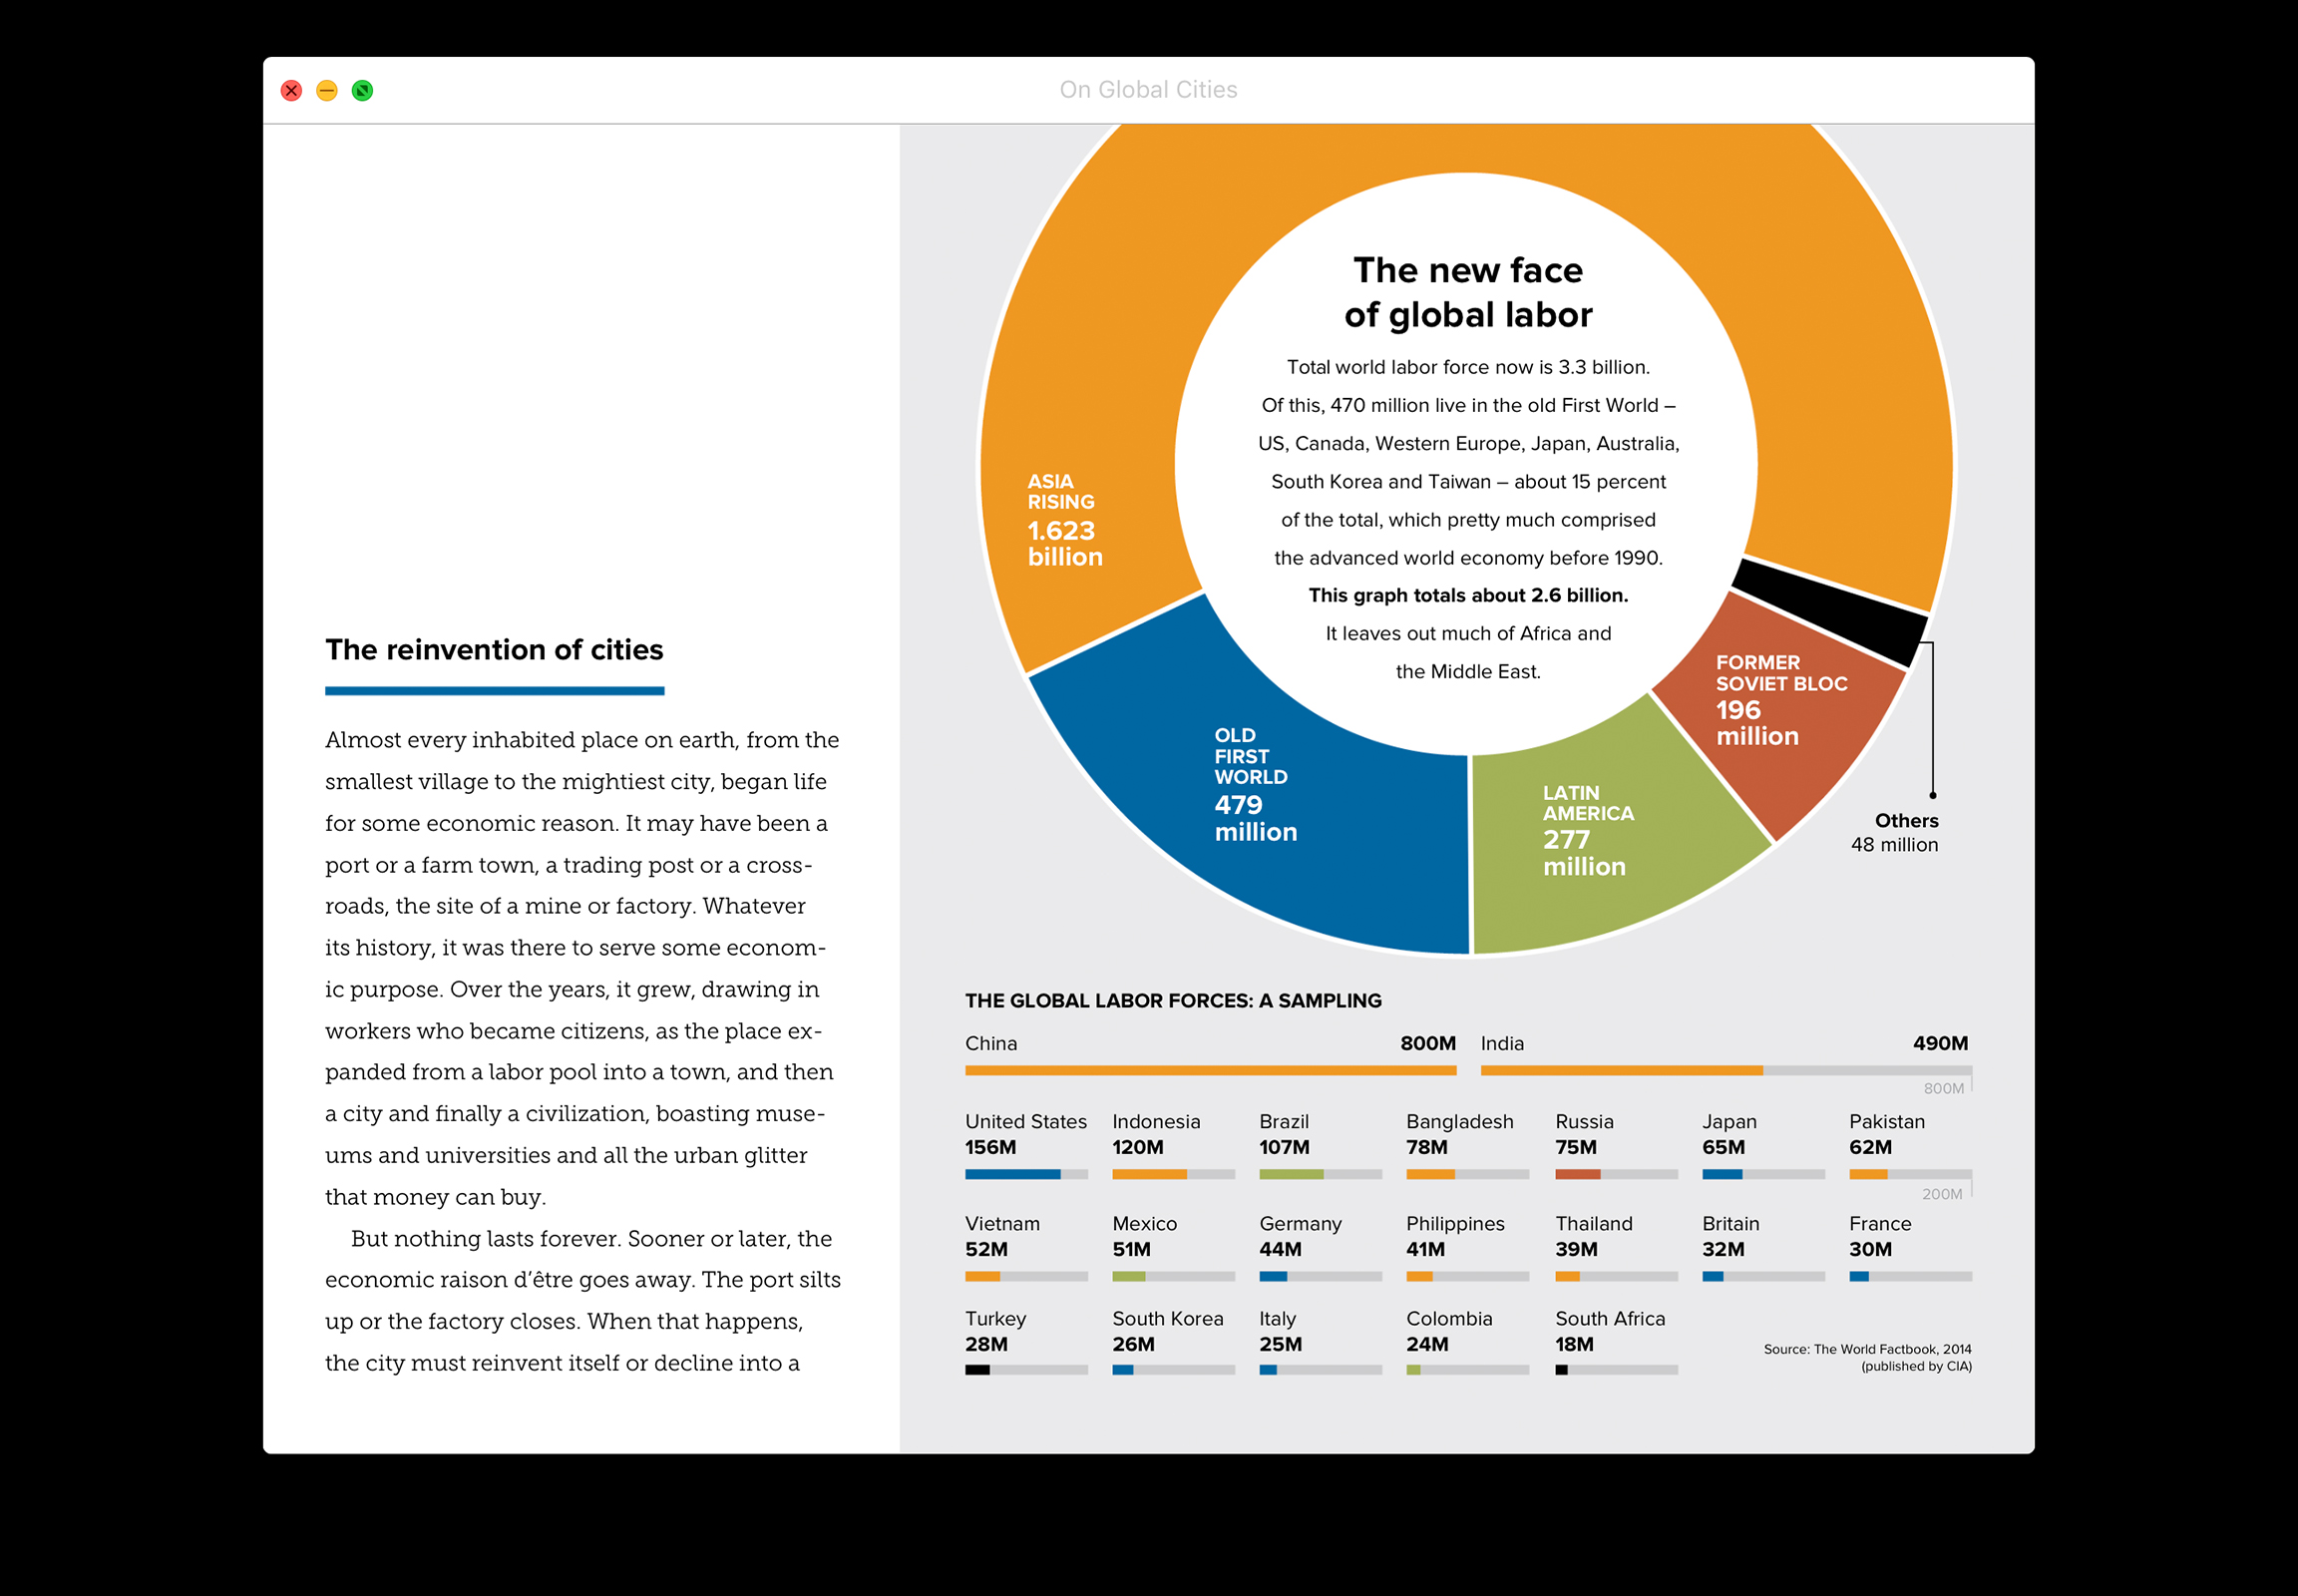 On Global Cities
The reinvention of cities
Almost every inhabited place on earth, from the
smallest village to the mightiest city, began life
for some economic reason. It may have been a
port or a farm town, a trading post or a cross-
roads, the site of a mine or factory. Whatever
its history, it was there to serve some econom-
ic purpose. Over the years, it grew, drawing in
workers who became citizens, as the place ex-
panded from a labor pool into a town, and then
a city and finally a civilization, boasting muse-
ums and universities and all the urban glitter
that money can buy.
But nothing lasts forever. Sooner or later, the
economic raison d’être goes away. The port silts
up or the factory closes. When that happens,
the city must reinvent itself or decline into a
The new face
of global labor
Total world labor force now is 3.3 billion.
Of this, 470 million live in the old First World –
US, Canada, Western Europe, Japan, Australia,
South Korea and Taiwan – about 15 percent
of the total, which pretty much comprised
the advanced world economy before 1990.
This graph totals about 2.6 billion.
It leaves out much of Africa and
the Middle East.
ASIA
RISING
1.623
billion
OLD
FIRST
WORLD
479
million
LATIN
AMERICA
277
million
FORMER
SOVIET BLOC
196
million
Others
48 million
THE GLOBAL LABOR FORCES: A SAMPLING
China 800M India 490M
800M
United States Indonesia Brazil Bangladesh Russia Japan Pakistan
156M 120M 107M 78M 75M 65M 62M
200M
Vietnam Mexico Germany Philippines Thailand Britain France
52M 51M 44M 41M 39M 32M 30M
Turkey South Korea Italy Colombia South Africa
28M 26M 25M 24M 18M
Source: The World Factbook, 2014
(published by CIA)